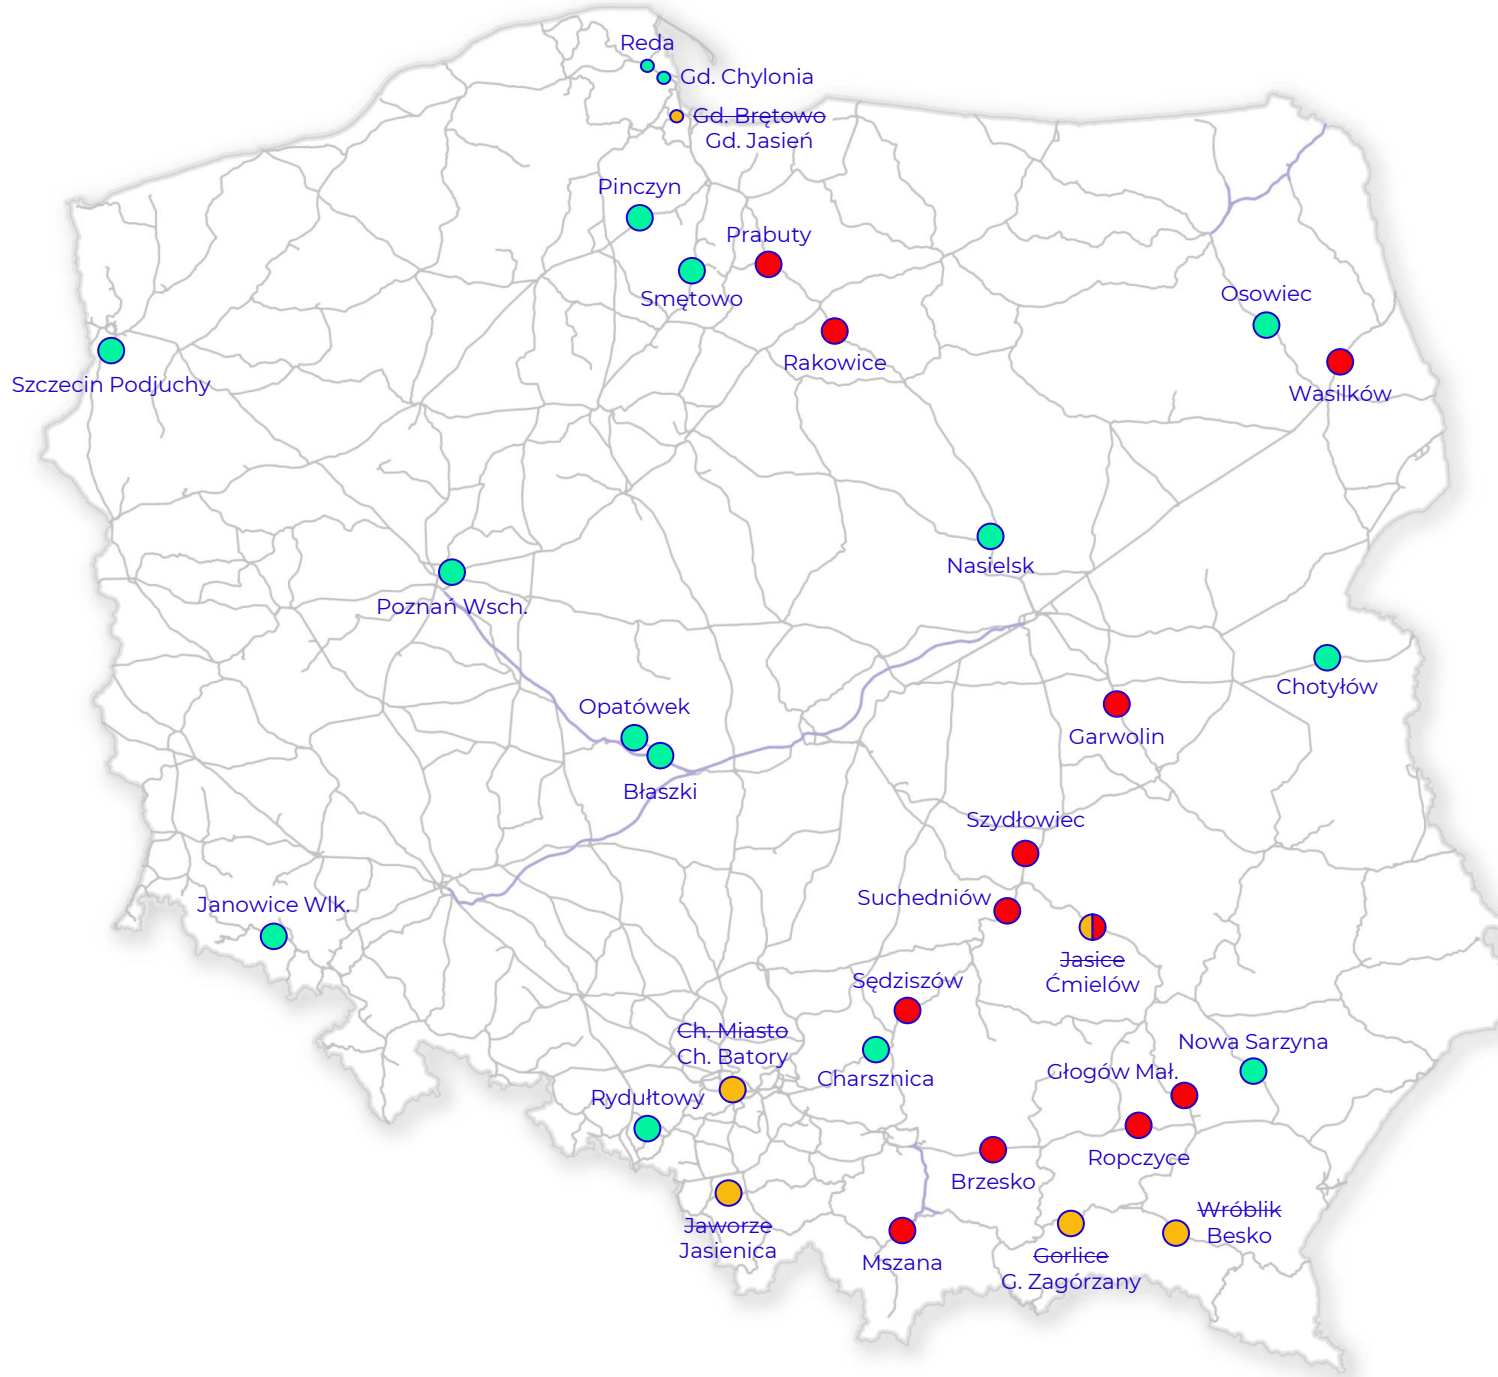 Reda
Gd. Chylonia
Gd. Brętowo
Gd. Jasień
Pinczyn
Prabuty
Smętowo
Osowiec
Rakowice
Szczecin Podjuchy
Wasilków
Nasielsk
Poznań Wsch.
Chotyłów
Opatówek
Garwolin
Błaszki
Szydłowiec
Suchedniów
Janowice Wlk.
Jasice
Ćmielów
Sędziszów
Ch. Miasto
Ch. Batory
Nowa Sarzyna
Charsznica
Głogów Mał.
Rydułtowy
Ropczyce
Brzesko
Wróblik
Besko
Jaworze
Jasienica
Mszana
Gorlice
G. Zagórzany